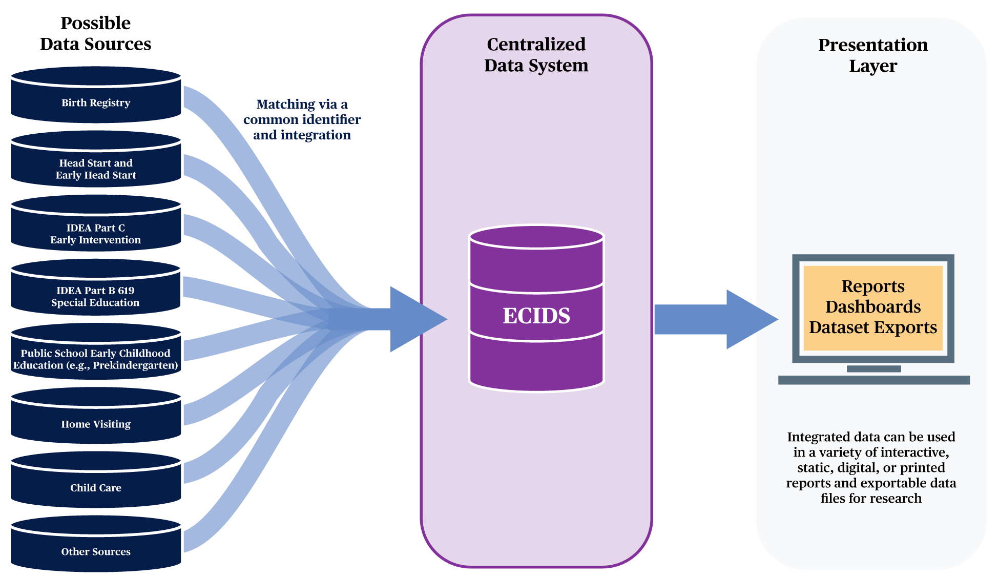 Possible
Data Sources
Birth Registry
Head Start and
Early Head Start
IDEA Part C
Early Intervention
IDEA Part B 619
Special Education
Public School Early Childhood
Education (e.g., Prekindergarten)
Home Visiting
Child Care
Other Sources
Matching via a
common identifier
and integration
Centralized
Data System
ECIDS
Presentation
Layer
Reports
Dashboards
Dataset Exports
Integrated data can be used
in a variety of interactive,
static, digital, or printed
reports and exportable data
files for research